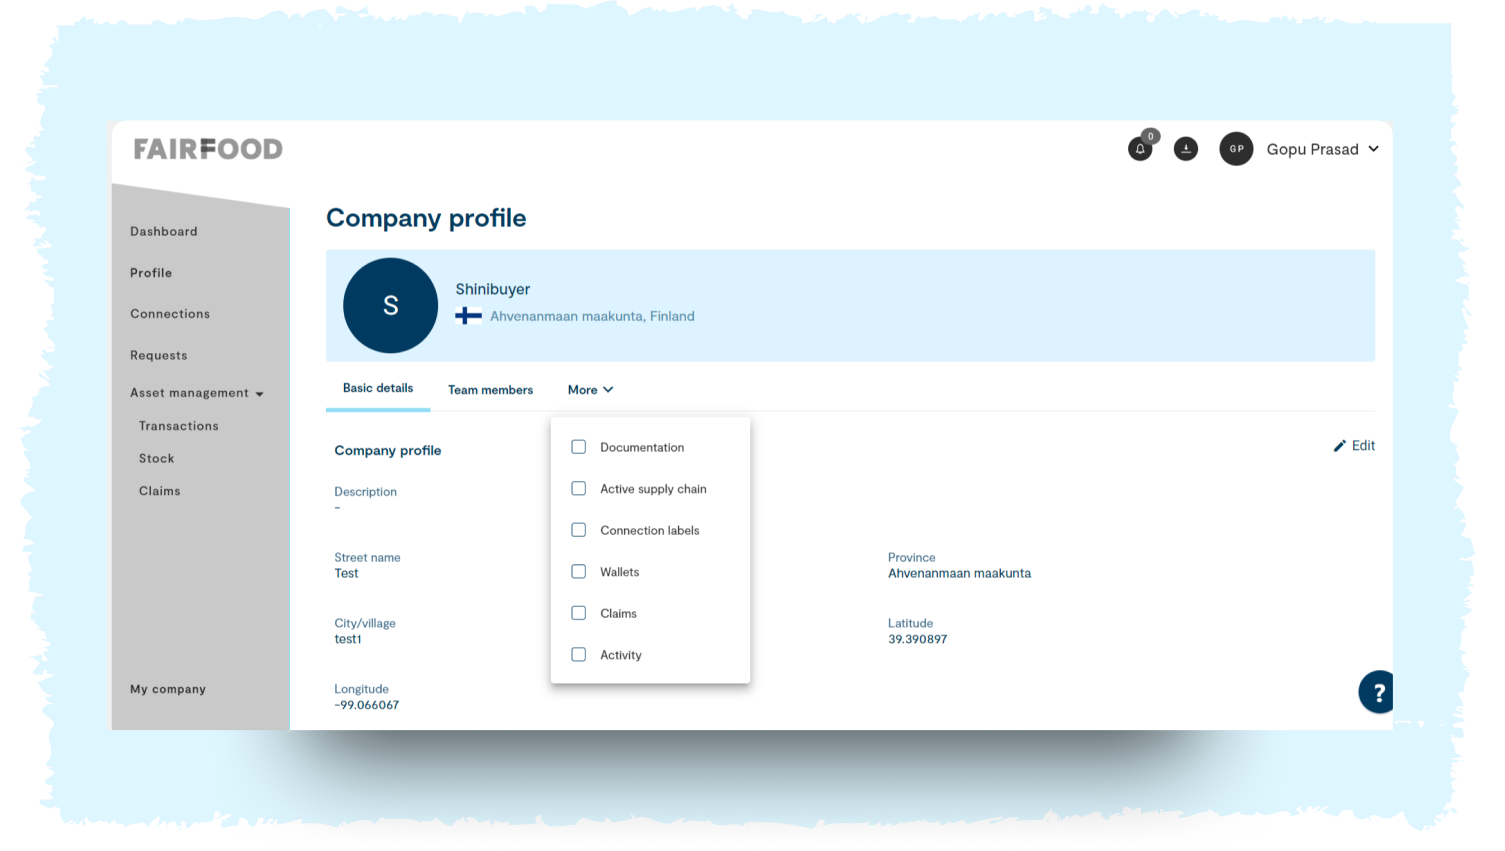 FAIRFOOD
0
GP
Gopu Prasad
Dashboard
Profile
Connections
Requests
Asset management
Transactions
Stock
Claims
My company
Company profile
S
Shinibuyer
Ahvenanmaan maakunta, Finland
Basic details
Team members
More
Documentation
Active supply chain
Connection labels
Wallets
Claims
Activity
Company profile
Edit
Description
–
Street name
Test
Province
Ahvenanmaan maakunta
City/village
test1
Latitude
39.390897
Longitude
-99.066067
?